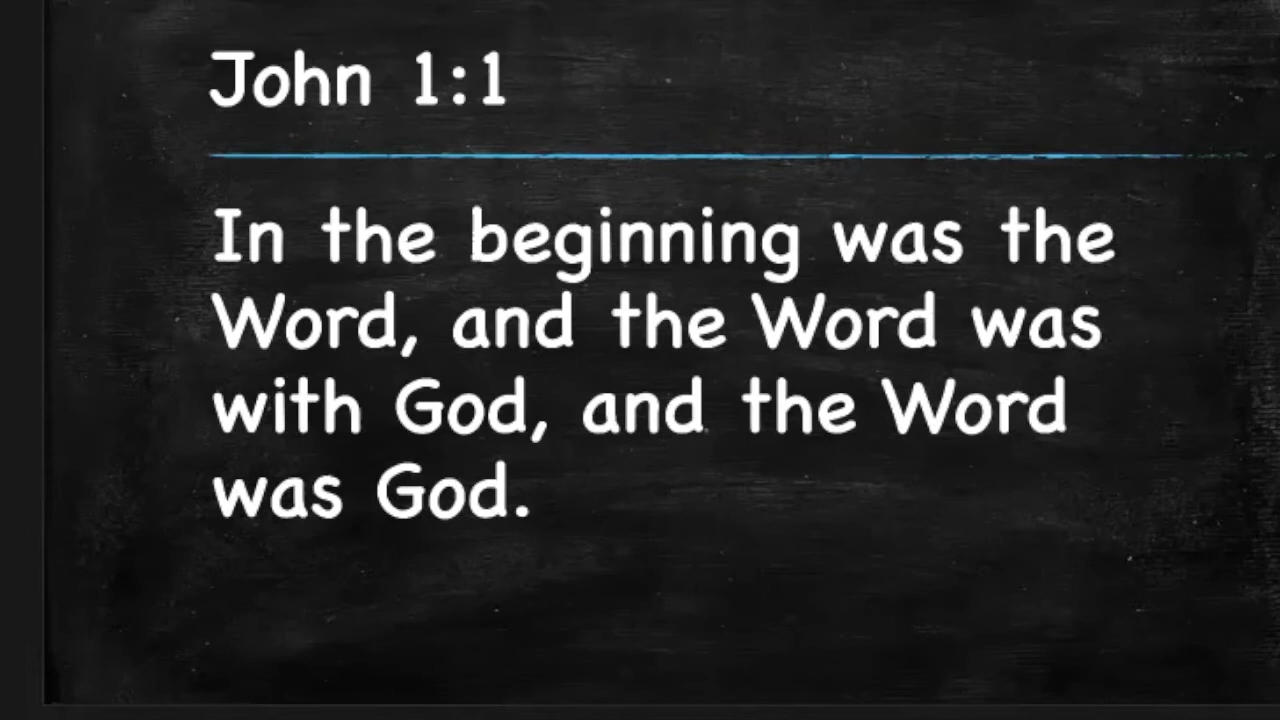 John 1:1
In the beginning was the
Word, and the Word was
with God, and the Word
was God.